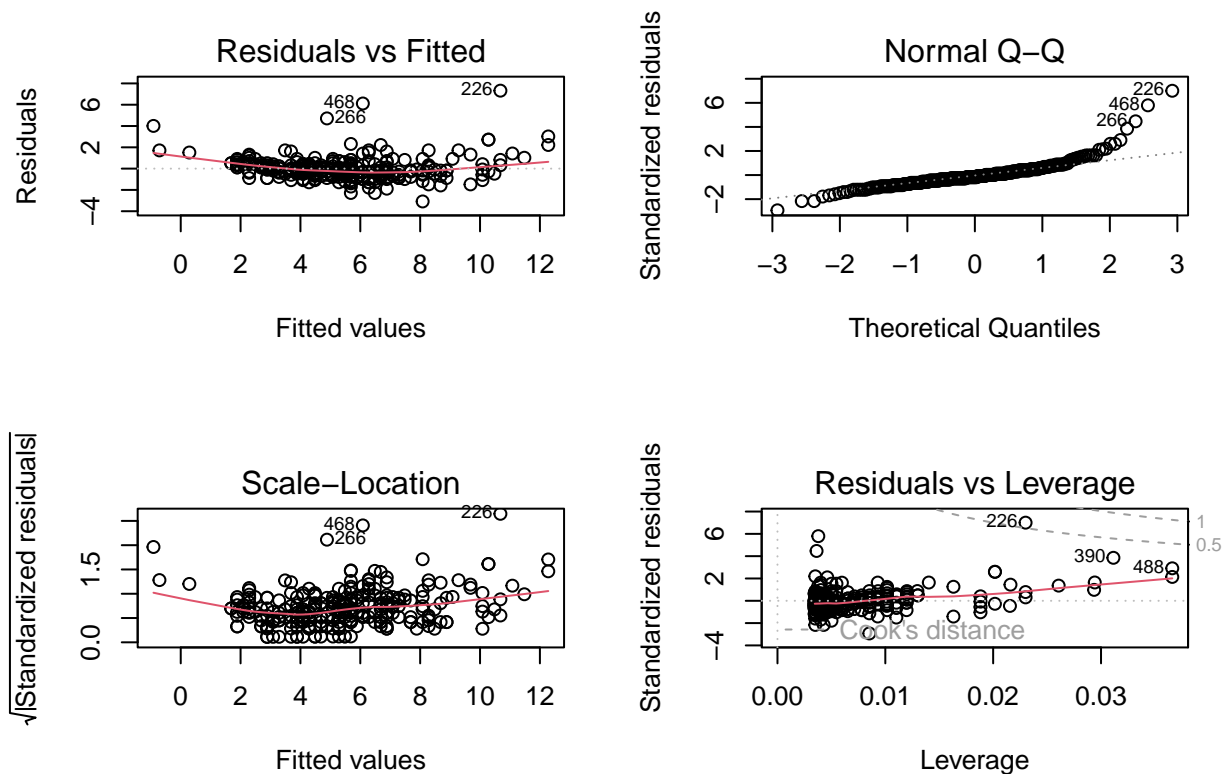 Residuals vs Fitted
Residuals
6
2
−4
468
266
226
0 2 4 6 8 10 12
Fitted values
Normal Q−Q
Standardized residuals
6
2
−2
226
468
266
−3 −2 −1 0 1 2 3
Theoretical Quantiles
Scale−Location
√|Standardized residuals|
1.5
0.0
468
266
226
0 2 4 6 8 10 12
Fitted values
Residuals vs Leverage
Standardized residuals
6
2
−4
226
390
488
1
0.5
Cook's distance
0.00 0.01 0.02 0.03
Leverage